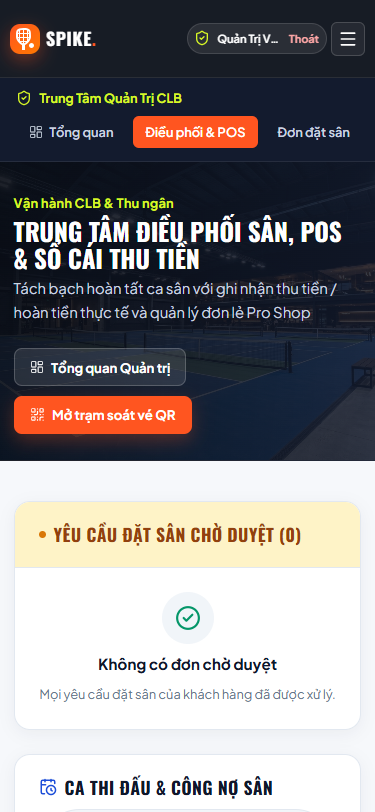 SPIKE.
Quản Trị V... Thoát
Trung Tâm Quản Trị CLB
Tổng quan Điều phối & POS Đơn đặt sân
Vận hành CLB & Thu ngân
TRUNG TÂM ĐIỀU PHỐI SÂN, POS
& SỔ CÁI THU TIỀN
Tách bạch hoàn tất ca sân với ghi nhận thu tiền /
hoàn tiền thực tế và quản lý đơn lẻ Pro Shop
Tổng quan Quản trị
Mở trạm soát vé QR
YÊU CẦU ĐẶT SÂN CHỜ DUYỆT (0)
Không có đơn chờ duyệt
Mọi yêu cầu đặt sân của khách hàng đã được xử lý.
CA THI ĐẤU & CÔNG NỢ SÂN